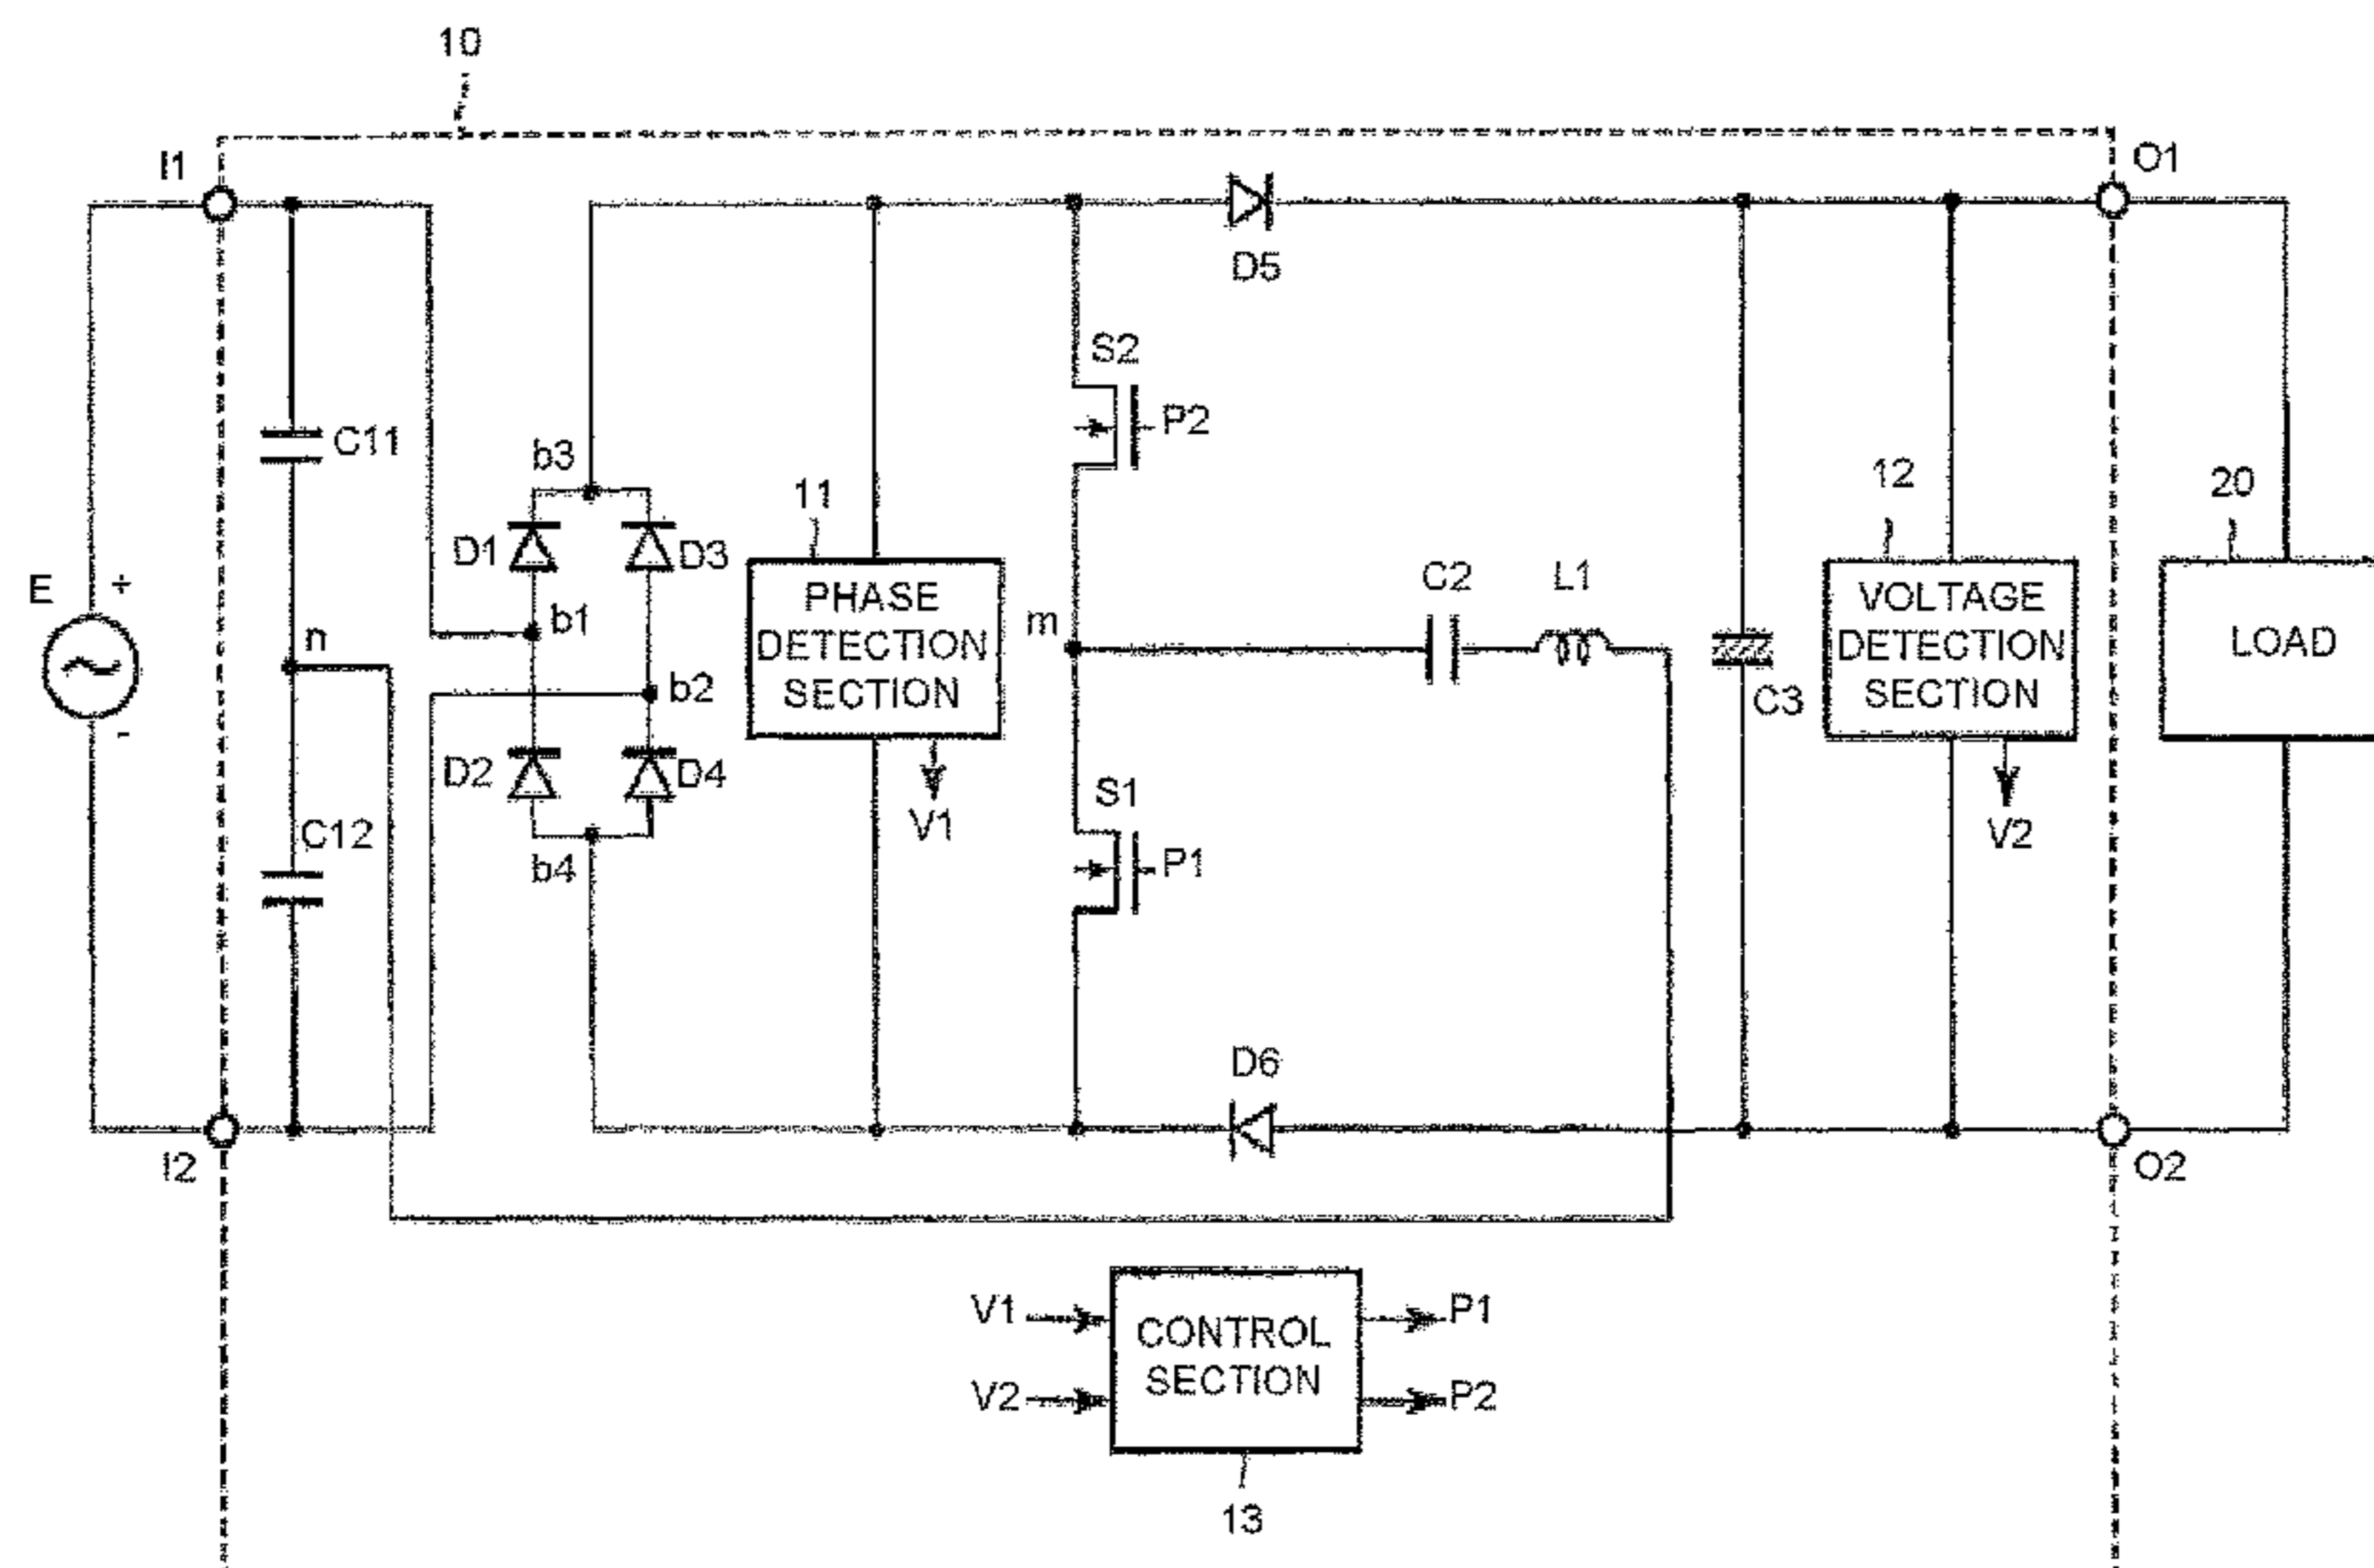 10
I1
O1
D5
S2
P2
C11
b3
11
12
20
D1
D3
E
+
PHASE
DETECTION
SECTION
C2
L1
VOLTAGE
DETECTION
SECTION
LOAD
b1
n
m
b2
C3
-
D2
D4
S1
V1
V2
C12
b4
P1
D6
I2
O2
V1
V2
CONTROL
SECTION
P1
P2
13